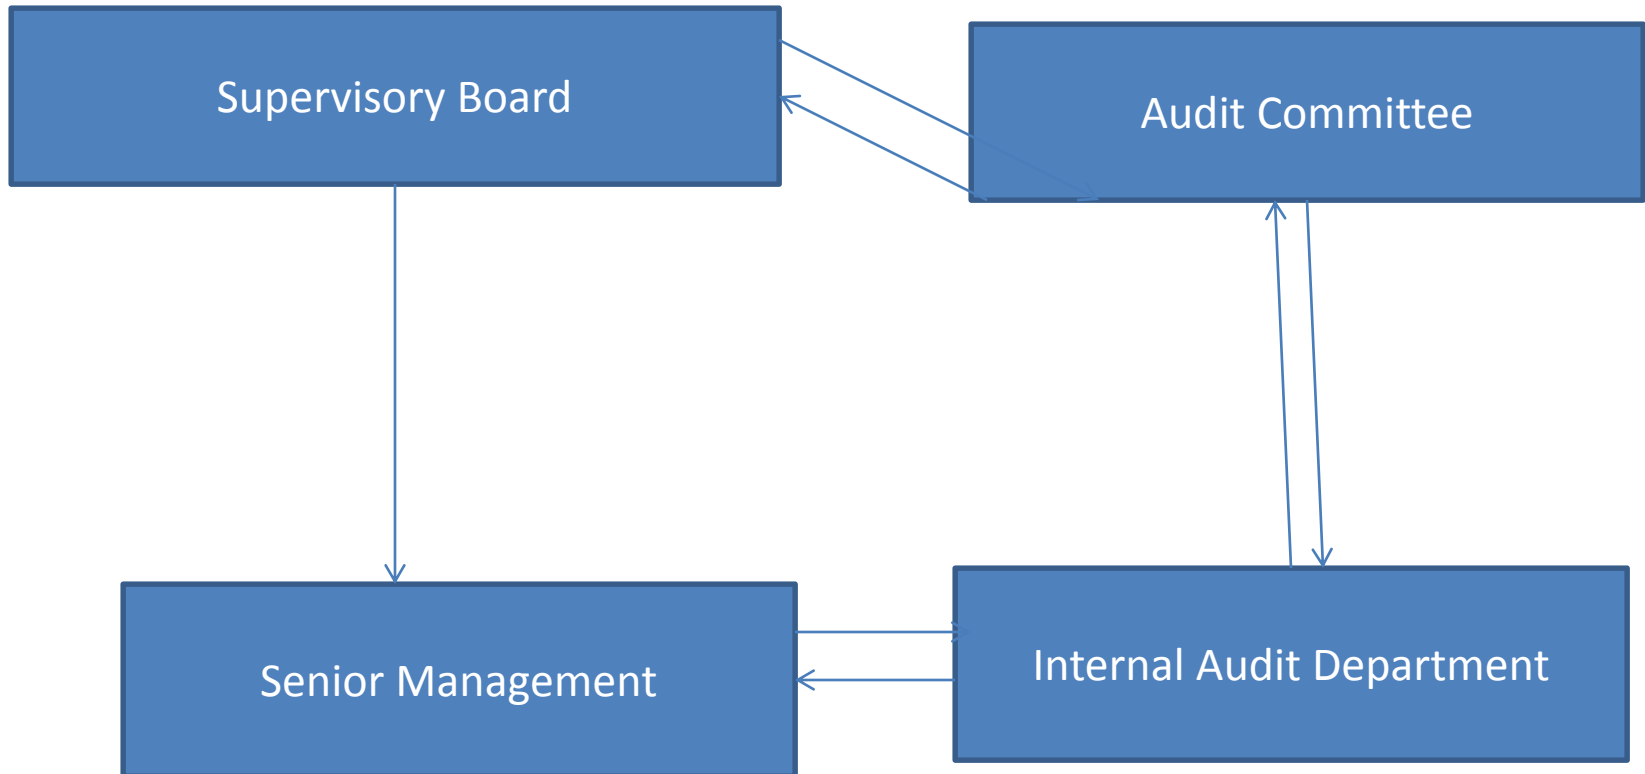 Supervisory Board
Audit Committee
Senior Management
Internal Audit Department